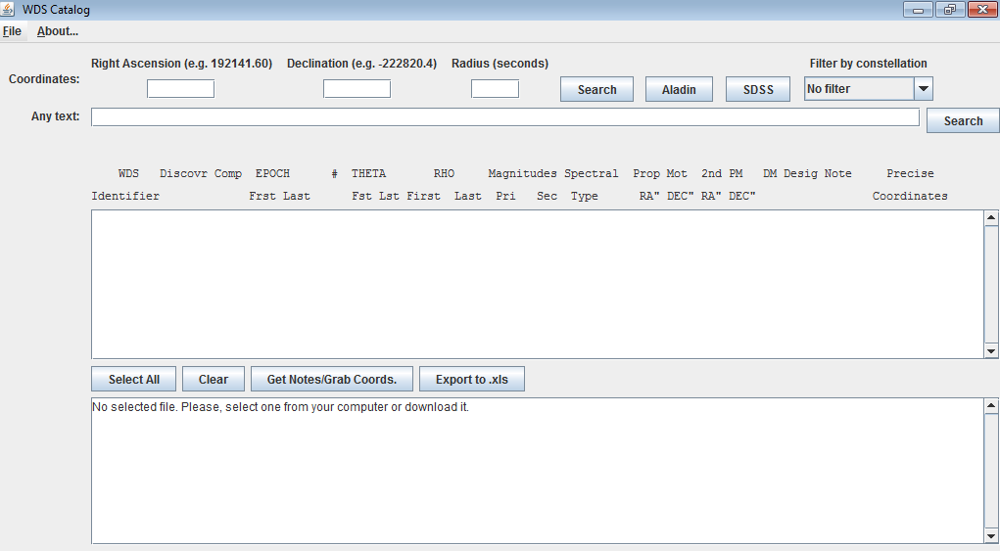 WDS Catalog
File About...
Right Ascension (e.g. 192141.60) Declination (e.g. -222820.4) Radius (seconds) Filter by constellation
Coordinates: Search Aladin SDSS No filter
Any text: Search
WDS Discovr Comp EPOCH # THETA RHO Magnitudes Spectral Prop Mot 2nd PM DM Desig Note Precise
Identifier Frst Last Fst Lst First Last Pri Sec Type RA" DEC" RA" DEC" Coordinates
Select All Clear Get Notes/Grab Coords. Export to .xls
No selected file. Please, select one from your computer or download it.